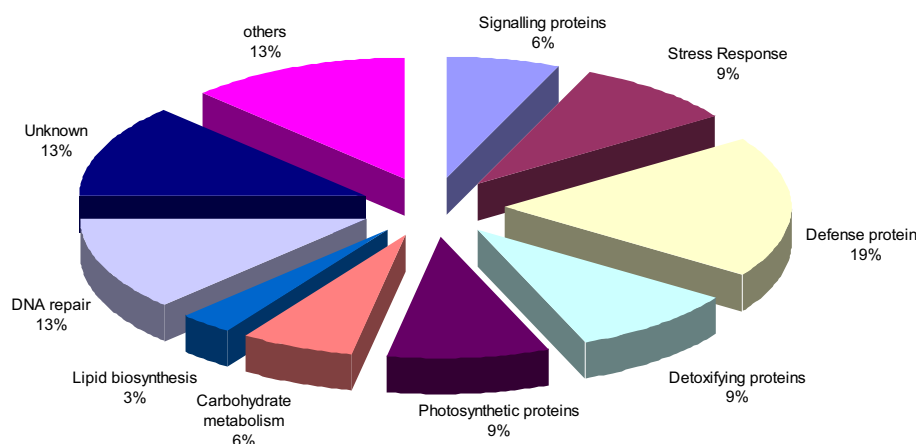 others
13%
Signalling proteins
6%
Stress Response
9%
Defense protein
19%
Detoxifying proteins
9%
Photosynthetic proteins
9%
Carbohydrate
metabolism
6%
Lipid biosynthesis
3%
DNA repair
13%
Unknown
13%